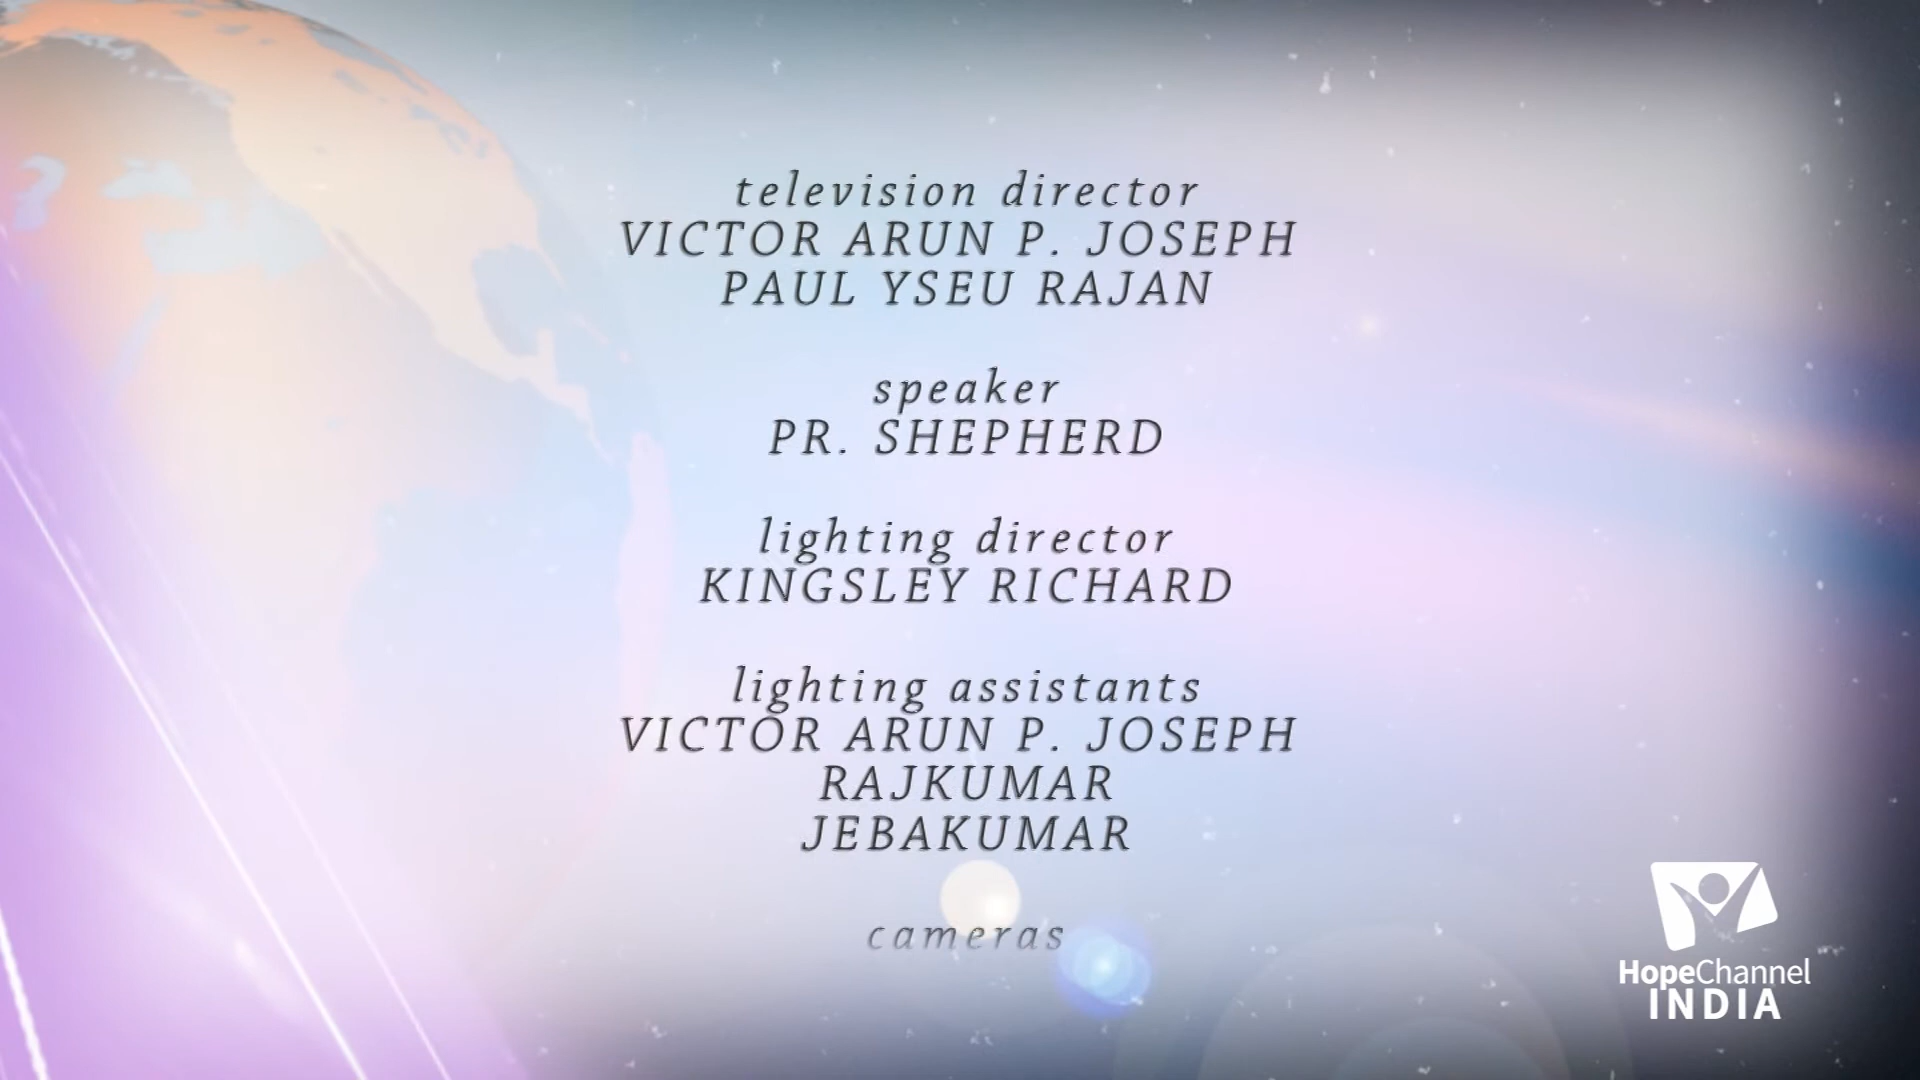 television director
VICTOR ARUN P. JOSEPH
PAUL YSEU RAJAN
speaker
PR. SHEPHERD
lighting director
KINGSLEY RICHARD
lighting assistants
VICTOR ARUN P. JOSEPH
RAJKUMAR
JEBAKUMAR
cameras
HopeChannel
INDIA